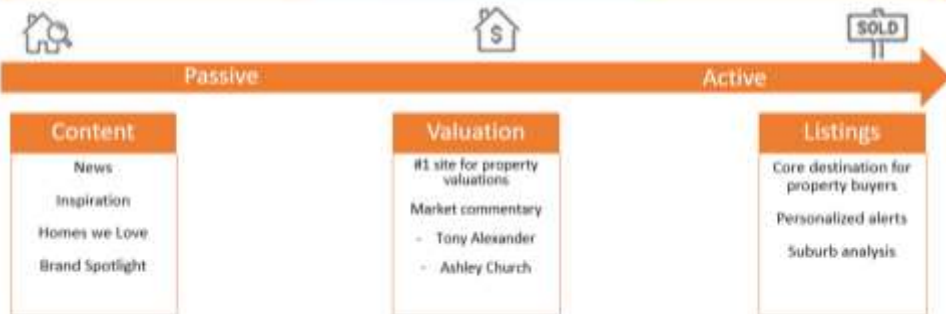 SOLD
Passive
Active
Content
News
Inspiration
Homes we Love
Brand Spotlight
Valuation
#1 site for property
valuations
Market commentary
- Tony Alexander
- Ashley Church
Listings
Core destination for
property buyers
Personalized alerts
Suburb analysis